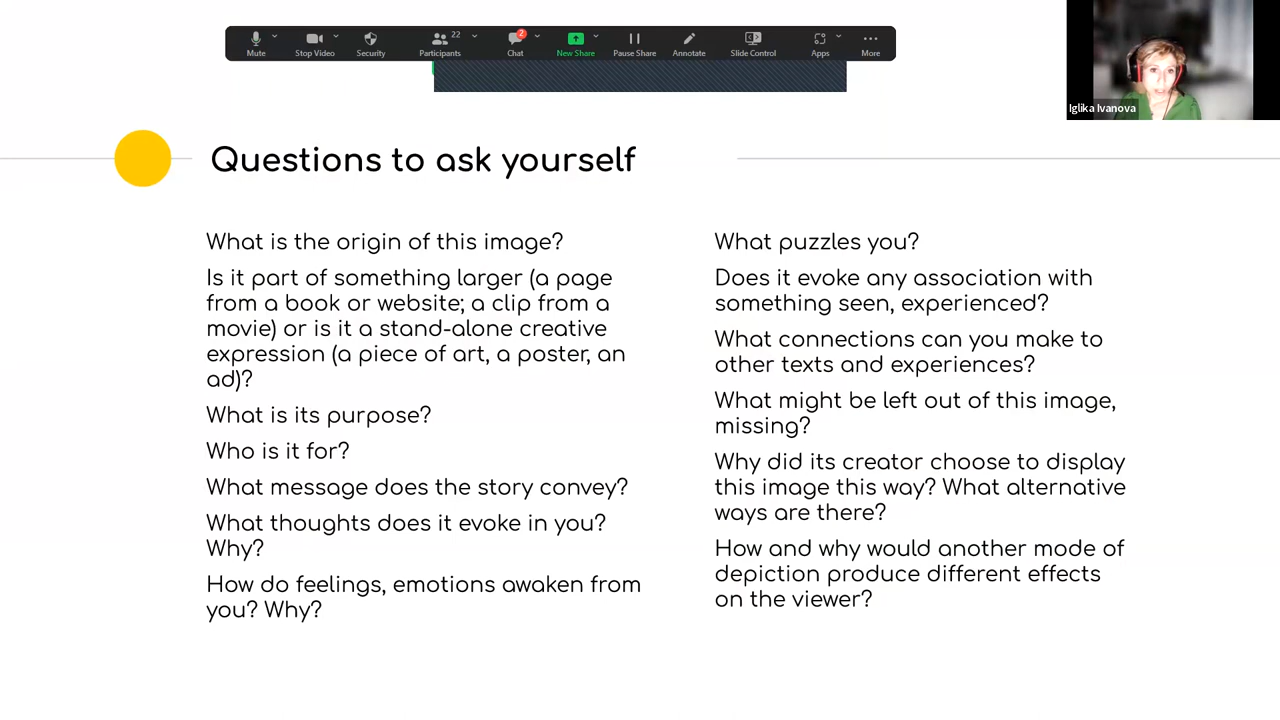 22
2
Mute
Stop Video
Security
Participants
Chat
New Share
Pause Share
Annotate
Slide Control
Apps
More
Iglika Ivanova
Questions to ask yourself
What is the origin of this image?
Is it part of something larger (a page
from a book or website; a clip from a
movie) or is it a stand-alone creative
expression (a piece of art, a poster, an
ad)?
What is its purpose?
Who is it for?
What message does the story convey?
What thoughts does it evoke in you?
Why?
How do feelings, emotions awaken from
you? Why?
What puzzles you?
Does it evoke any association with
something seen, experienced?
What connections can you make to
other texts and experiences?
What might be left out of this image,
missing?
Why did its creator choose to display
this image this way? What alternative
ways are there?
How and why would another mode of
depiction produce different effects
on the viewer?